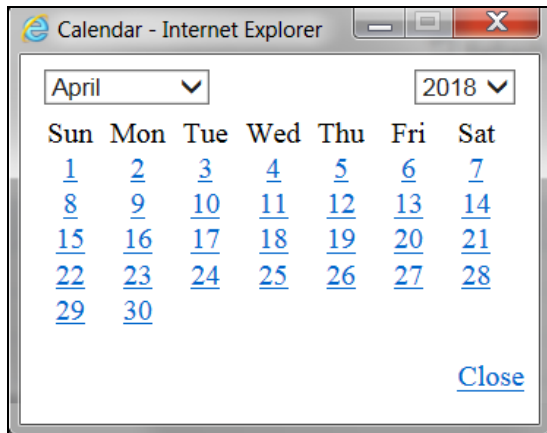 Calendar - Internet Explorer
April 2018
Sun Mon Tue Wed Thu Fri Sat
1 2 3 4 5 6 7
8 9 10 11 12 13 14
15 16 17 18 19 20 21
22 23 24 25 26 27 28
29 30
Close